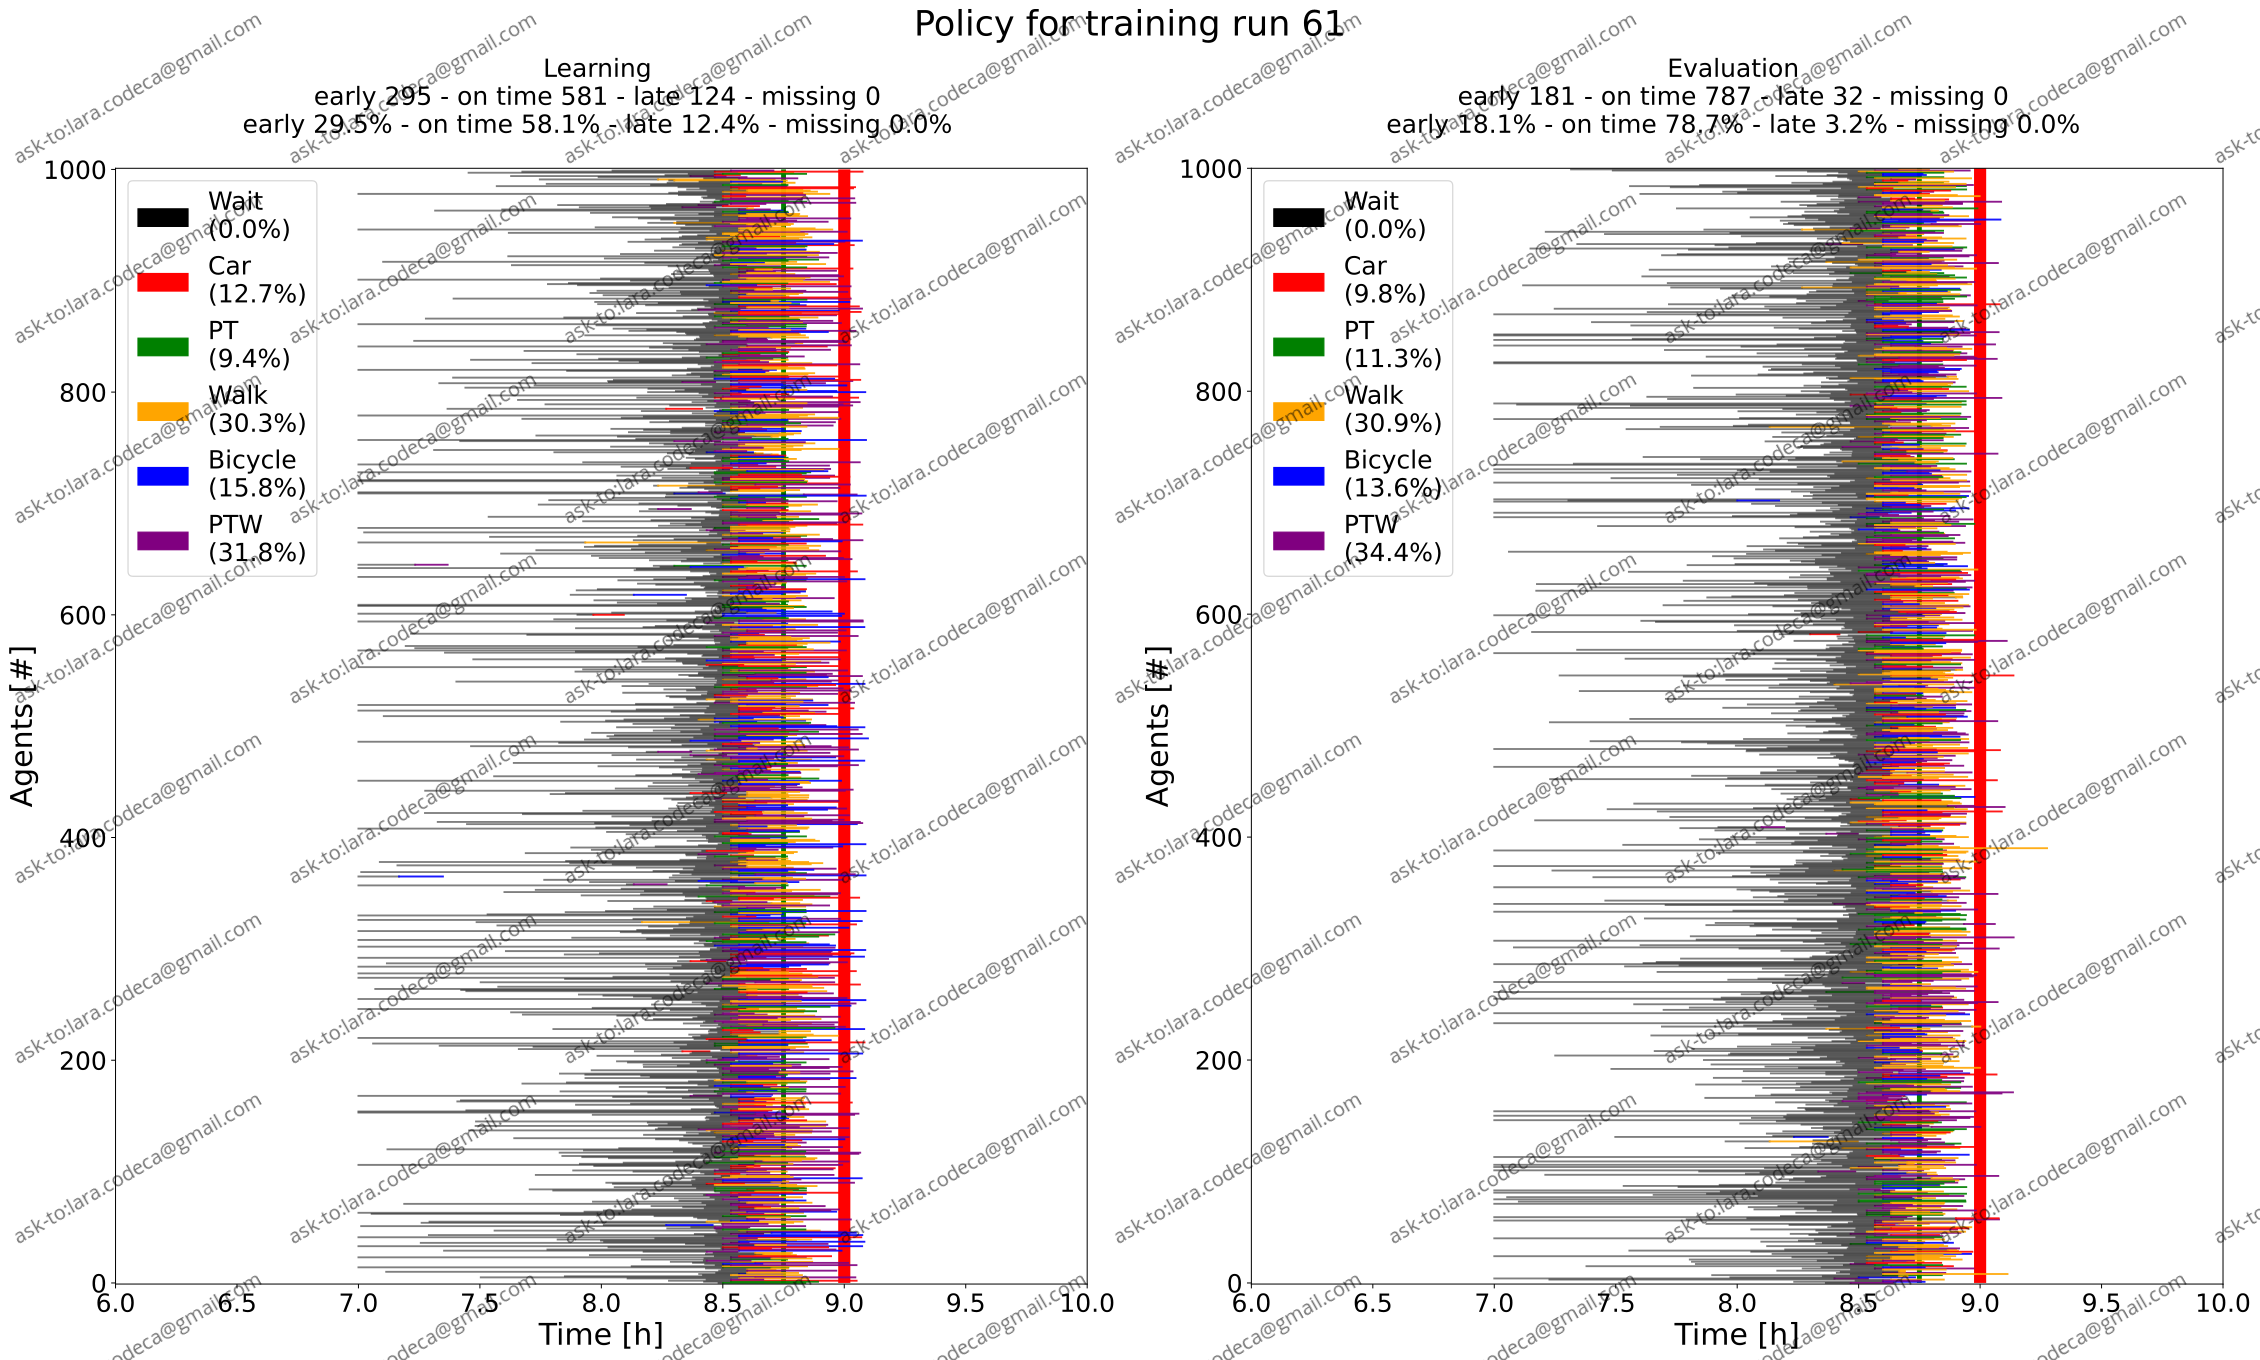 Policy for training run 61
Learning
early 295 - on time 581 - late 124 - missing 0
early 29.5% - on time 58.1% - late 12.4% - missing 0.0%
Wait
(0.0%)
Car
(12.7%)
PT
(9.4%)
Walk
(30.3%)
Bicycle
(15.8%)
PTW
(31.8%)
1000
800
600
400
200
0
Agents [#]
6.0 6.5 7.0 7.5 8.0 8.5 9.0 9.5 10.0
Time [h]
Evaluation
early 181 - on time 787 - late 32 - missing 0
early 18.1% - on time 78.7% - late 3.2% - missing 0.0%
Wait
(0.0%)
Car
(9.8%)
PT
(11.3%)
Walk
(30.9%)
Bicycle
(13.6%)
PTW
(34.4%)
1000
800
600
400
200
0
Agents [#]
6.0 6.5 7.0 7.5 8.0 8.5 9.0 9.5 10.0
Time [h]
ask-to:lara.codeca@gmail.com